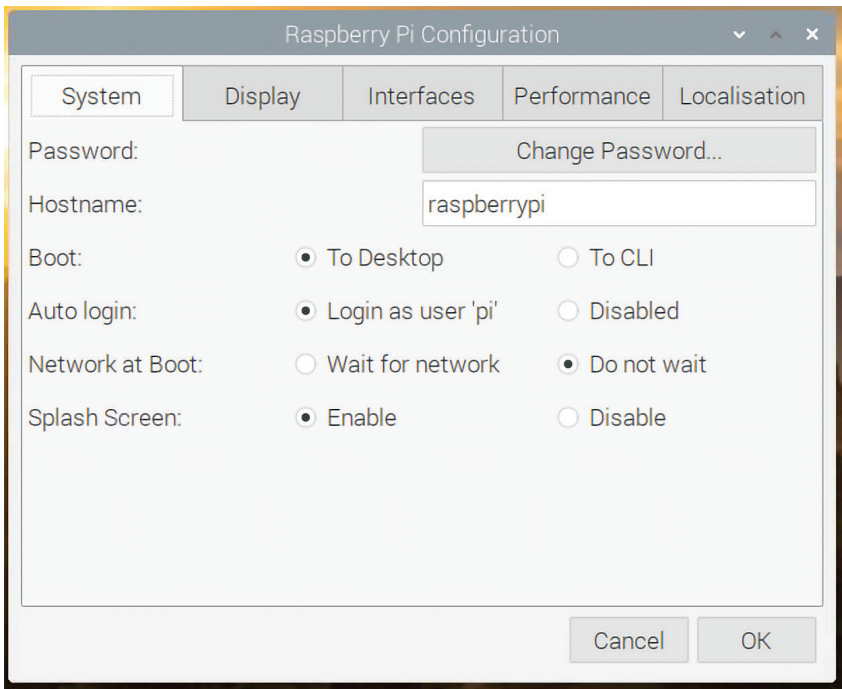 Raspberry Pi Configuration
System Display Interfaces Performance Localisation
Password: Change Password...
Hostname: raspberrypi
Boot: To Desktop To CLI
Auto login: Login as user 'pi' Disabled
Network at Boot: Wait for network Do not wait
Splash Screen: Enable Disable
Cancel OK